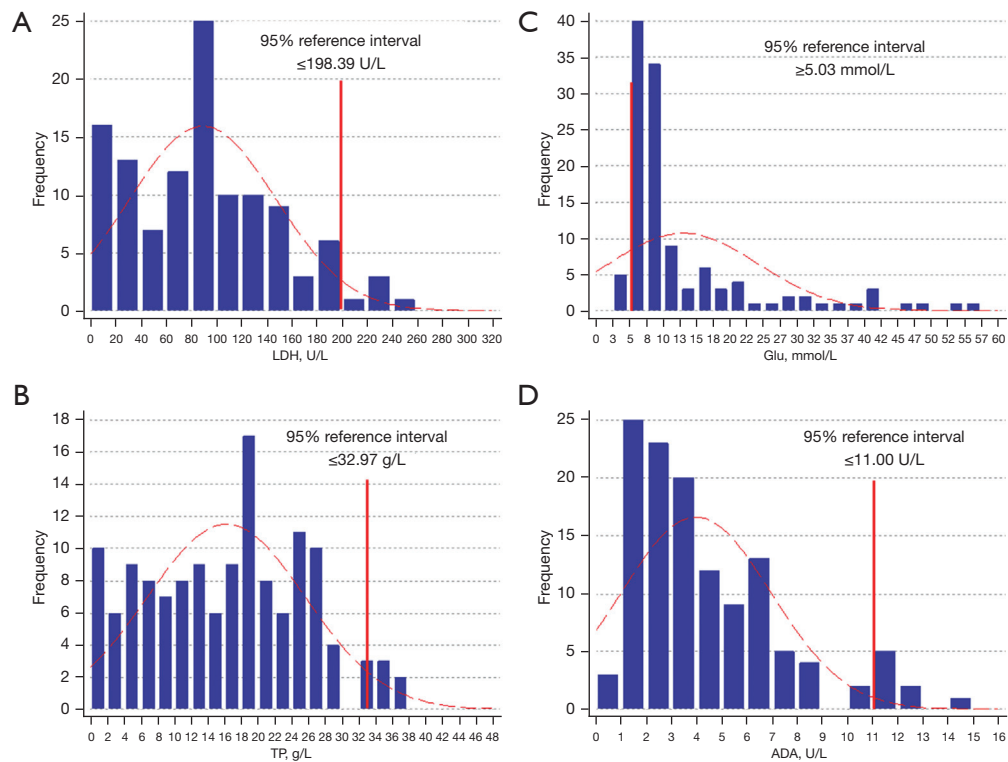 A
95% reference interval
≤198.39 U/L
Frequency
25
20
15
10
5
0
0 20 40 60 80 100 120 140 160 180 200 220 240 260 280 300 320
LDH, U/L
C
95% reference interval
≥5.03 mmol/L
Frequency
40
35
30
25
20
15
10
5
0
0 3 5 8 10 13 15 18 20 23 26 29 31 35 37 39 42 45 47 50 52 55 57 60
Glu, mmol/L
B
95% reference interval
≤32.97 g/L
Frequency
18
16
14
12
10
8
6
4
2
0
0 2 4 5 8 10 12 14 16 18 20 22 24 26 28 30 32 34 36 38 40 42 44 46 48
TP, g/L
D
95% reference interval
≤11.00 U/L
Frequency
25
20
15
10
5
0
0 1 2 3 4 5 6 7 8 9 10 11 12 13 14 15 16
ADA, U/L